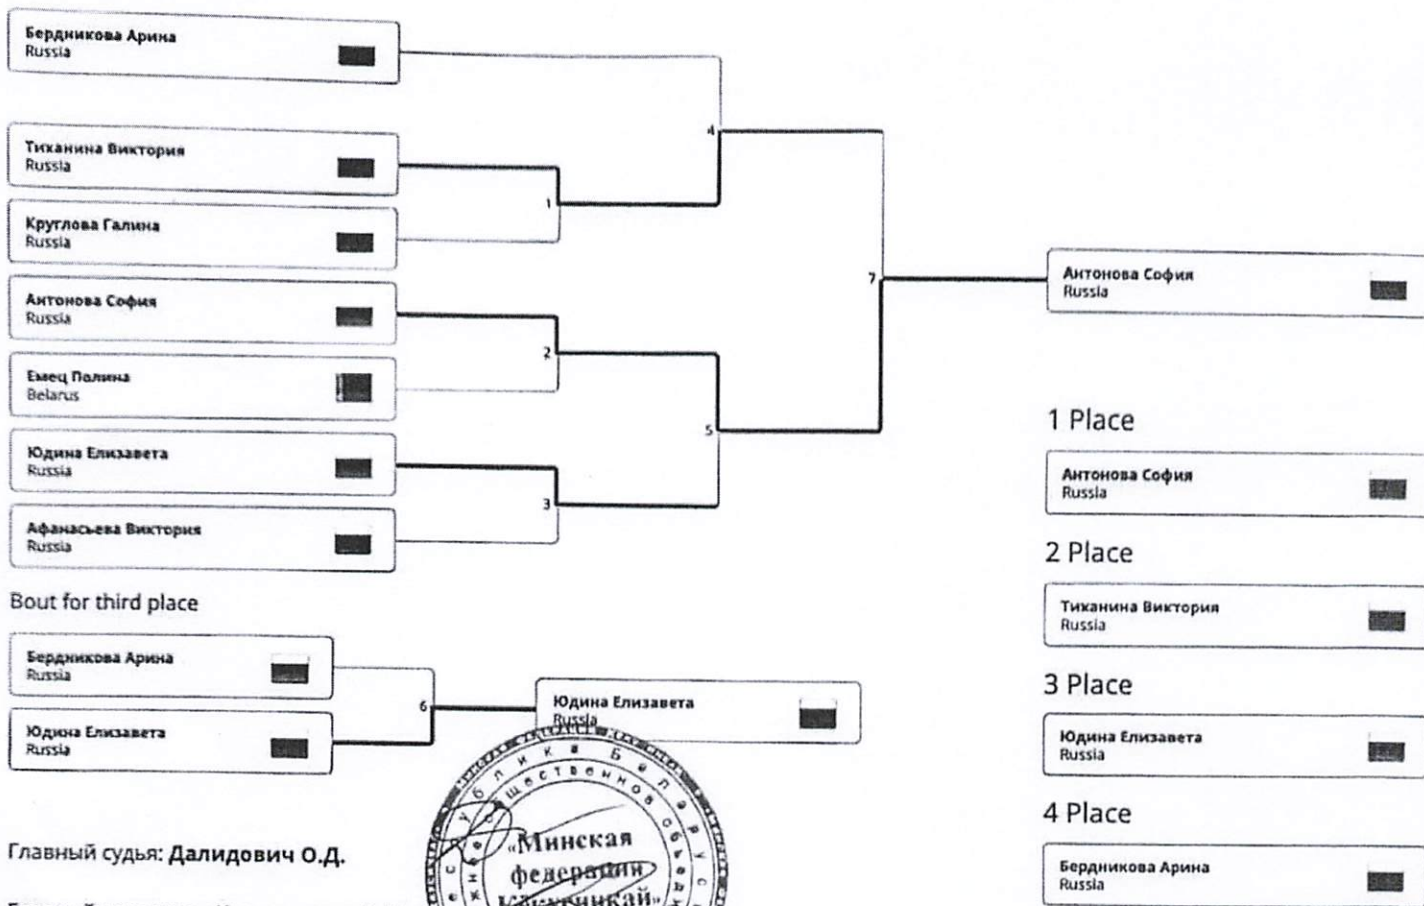 Бердникова Арина
Russia
Тиханина Виктория
Russia
Круглова Галина
Russia
Антонова София
Russia
Емец Полина
Belarus
Юдина Елизавета
Russia
Афанасьева Виктория
Russia
4
1
2
5
3
7
Антонова София
Russia
1 Place
Антонова София
Russia
2 Place
Тиханина Виктория
Russia
3 Place
Юдина Елизавета
Russia
4 Place
Бердникова Арина
Russia
Bout for third place
Бердникова Арина
Russia
Юдина Елизавета
Russia
6
Юдина Елизавета
Russia
Главный судья: Далидович О.Д.
«Минская
федерация